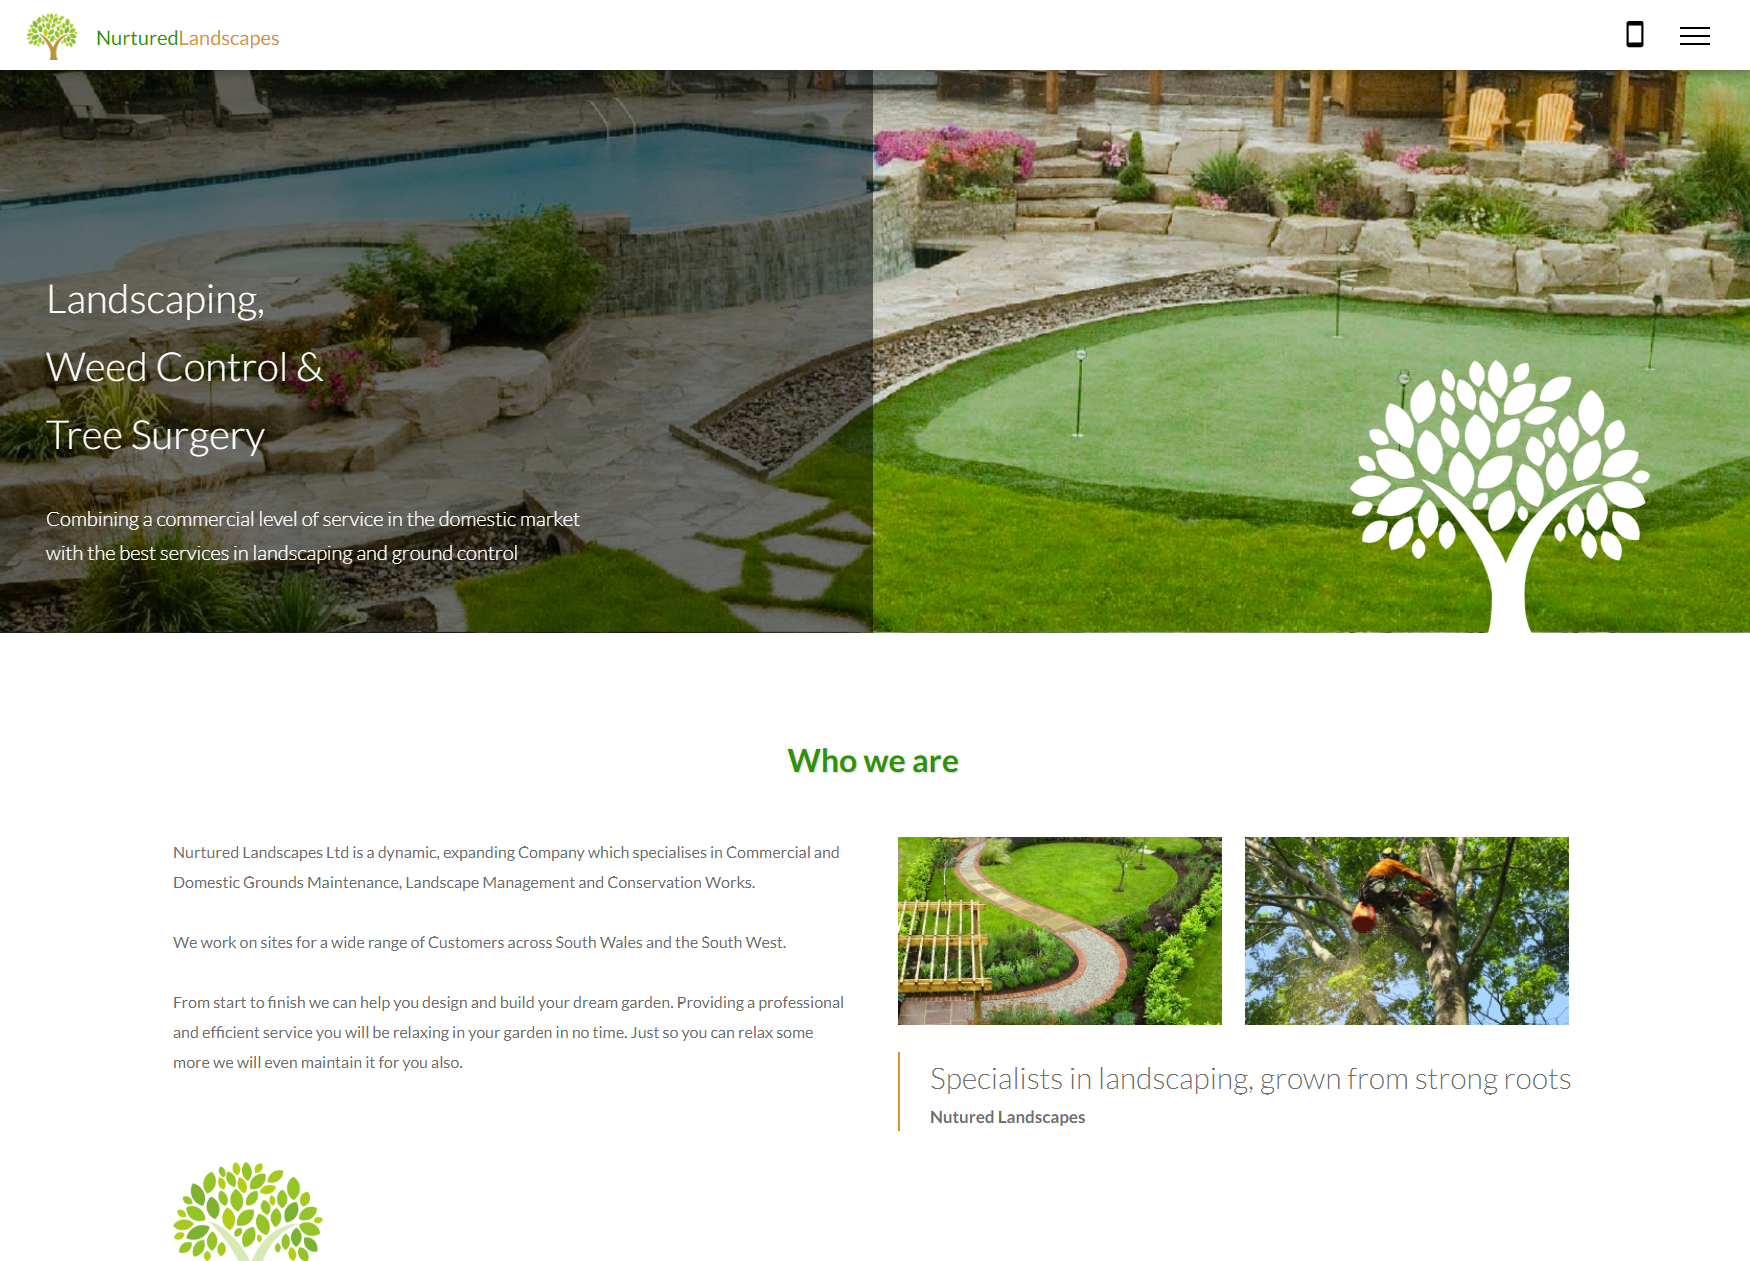 NurturedLandscapes
Landscaping,
Weed Control &
Tree Surgery
Combining a commercial level of service in the domestic market
with the best services in landscaping and ground control
Who we are
Nurtured Landscapes Ltd is a dynamic, expanding Company which specialises in Commercial and
Domestic Grounds Maintenance, Landscape Management and Conservation Works.
We work on sites for a wide range of Customers across South Wales and the South West.
From start to finish we can help you design and build your dream garden. Providing a professional
and efficient service you will be relaxing in your garden in no time. Just so you can relax some
more we will even maintain it for you also.
Specialists in landscaping, grown from strong roots
Nutured Landscapes